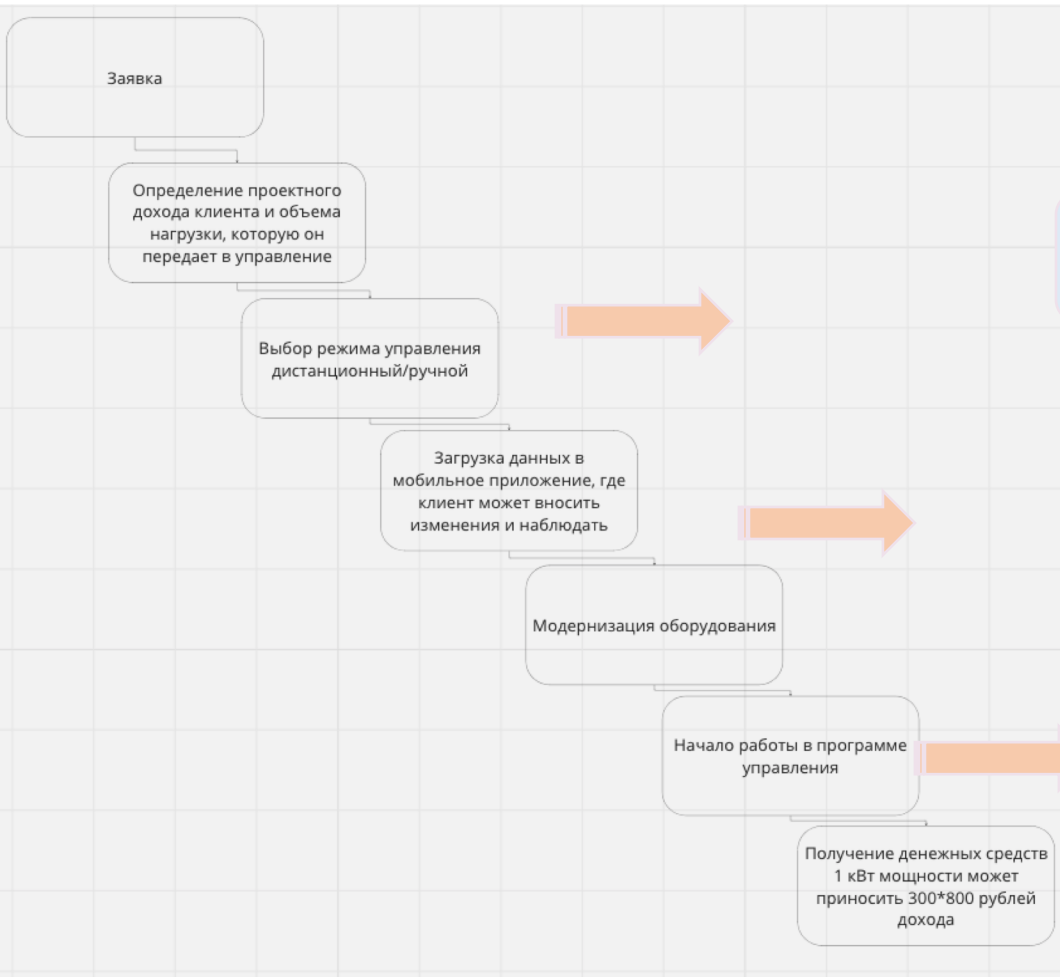 Заявка
Определение проектного
дохода клиента и объема
нагрузки, которую он
передает в управление
Выбор режима управления
дистанционный/ручной
Загрузка данных в
мобильное приложение, где
клиент может вносить
изменения и наблюдать
Модернизация оборудования
Начало работы в программе
управления
Получение денежных средств
1 кВт мощности может
приносить 300*800 рублей
дохода